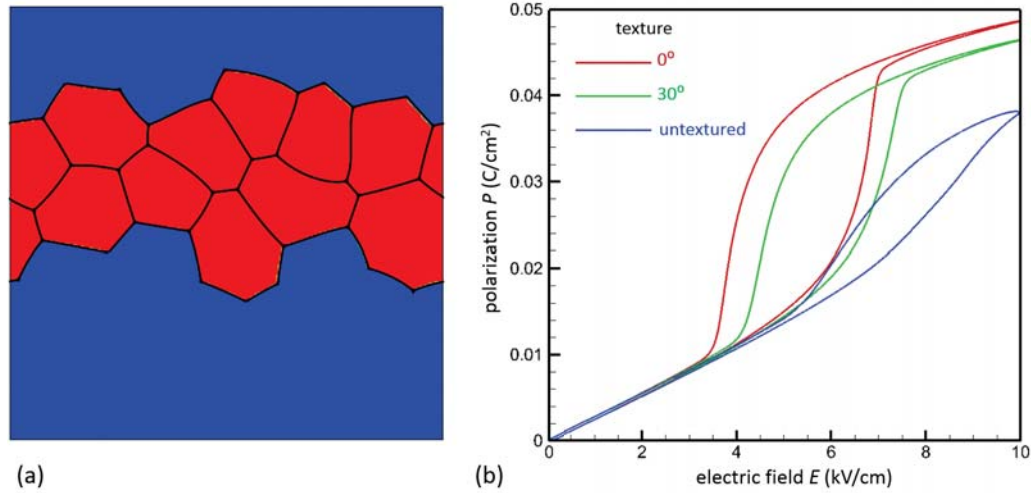 (a)
0.05
0.04
0.03
0.02
0.01
0
polarization P (C/cm²)
texture
0°
30°
untextured
0 2 4 6 8 10
electric field E (kV/cm)
(b)